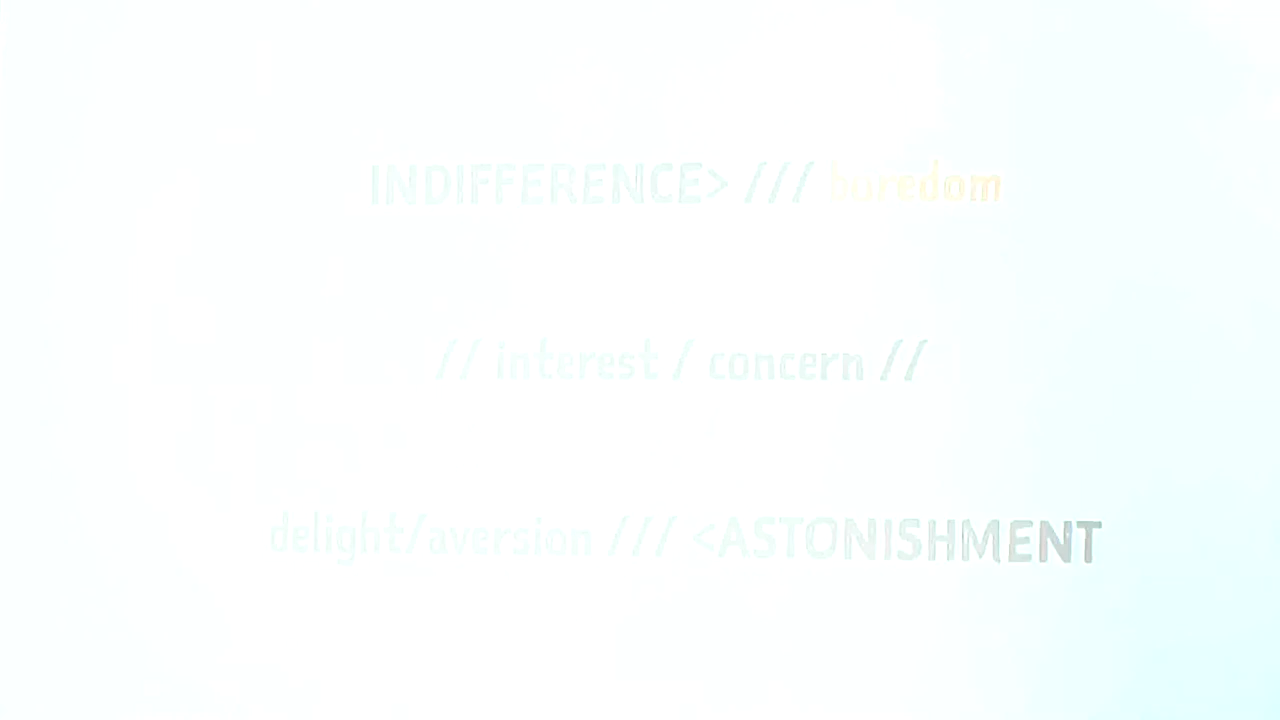 INDIFFERENCE> /// boredom
// interest / concern //
delight/aversion /// <ASTONISHMENT